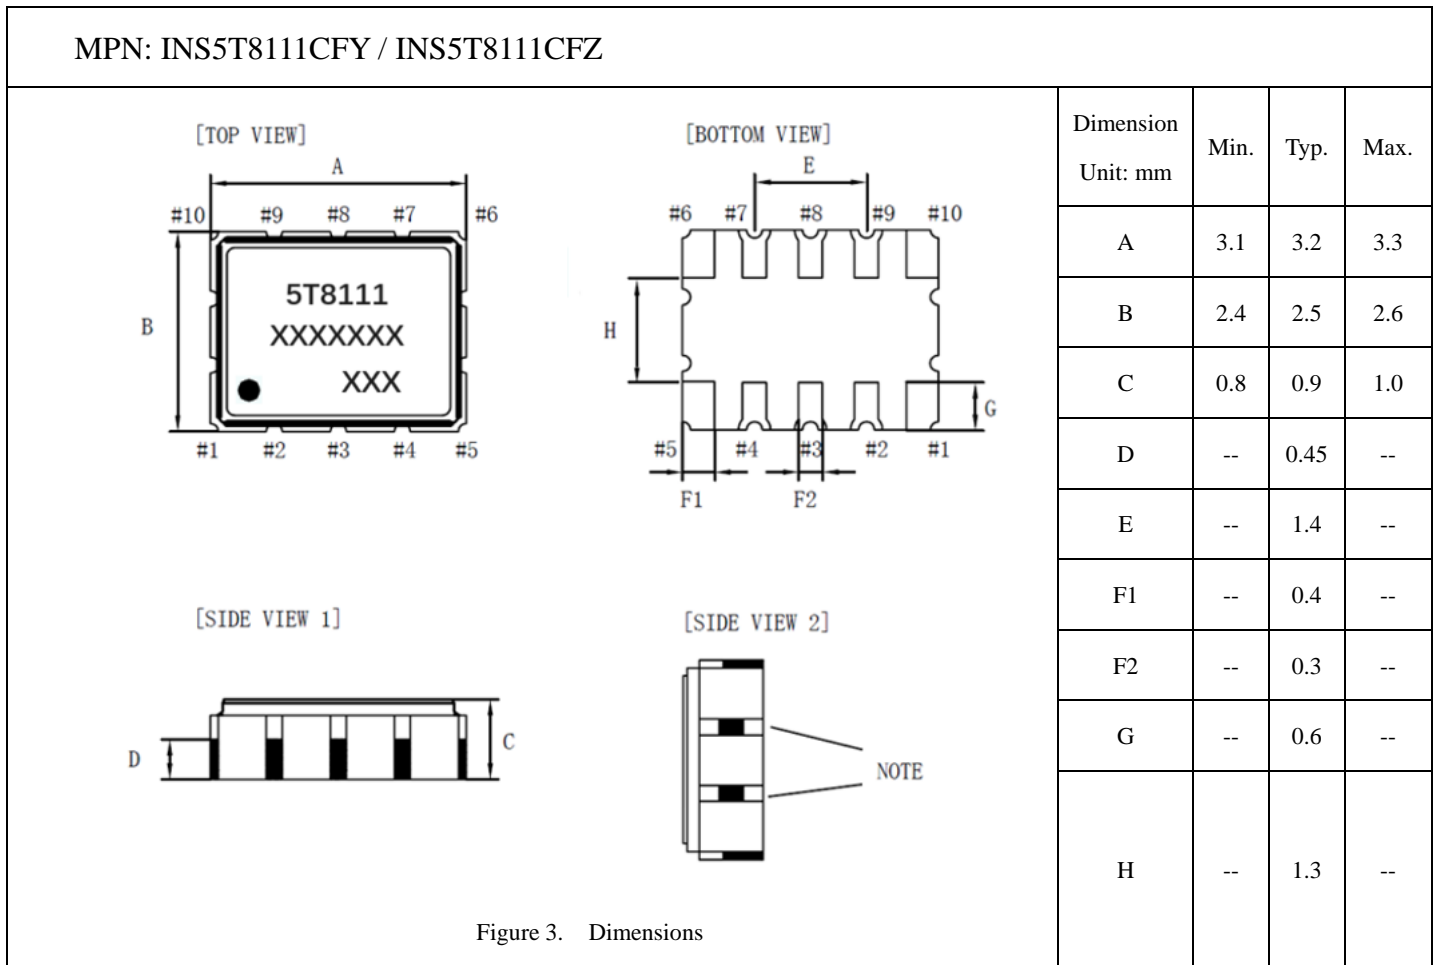 MPN: INS5T8111CFY / INS5T8111CFZ
[TOP VIEW]
A
#10 #9 #8 #7 #6
B
5T8111
XXXXXXX
XXX
#1 #2 #3 #4 #5
[BOTTOM VIEW]
E
#6 #7 #8 #9 #10
H
G
#5 #4 #3 #2 #1
F1 F2
[SIDE VIEW 1]
D
C
[SIDE VIEW 2]
NOTE
Figure 3. Dimensions
Dimension
Unit: mm Min. Typ. Max.
A 3.1 3.2 3.3
B 2.4 2.5 2.6
C 0.8 0.9 1.0
D -- 0.45 --
E -- 1.4 --
F1 -- 0.4 --
F2 -- 0.3 --
G -- 0.6 --
H -- 1.3 --